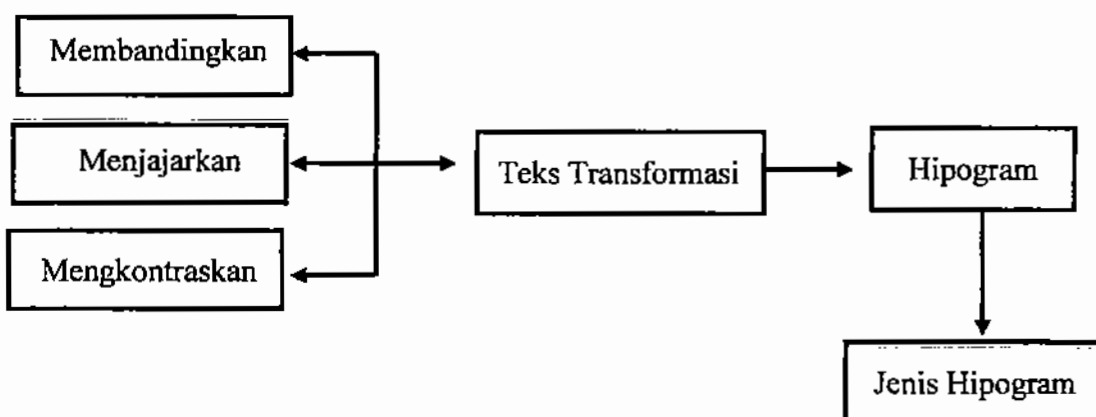 Membandingkan
Menjajarkan
Teks Transformasi
Hipogram
Mengkontraskan
Jenis Hipogram